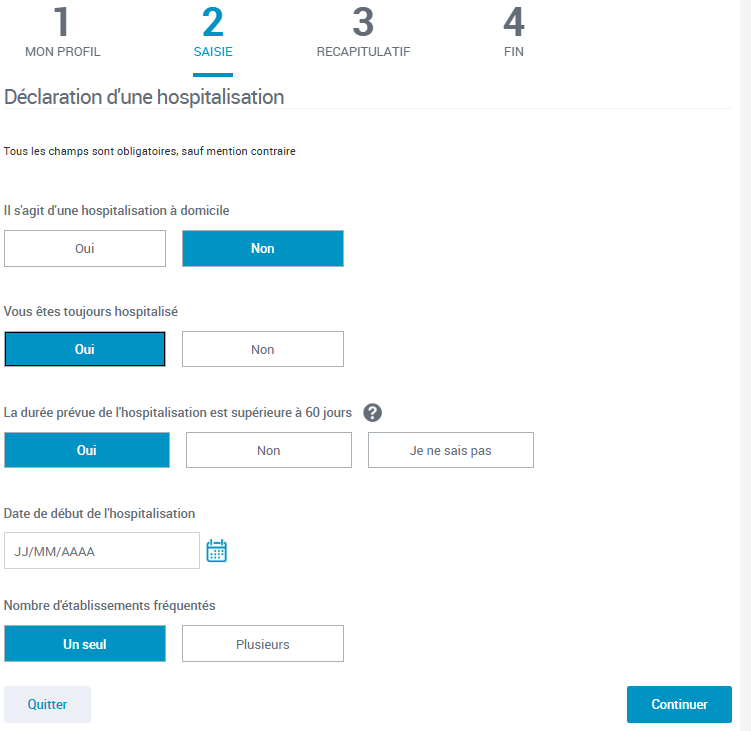 1 2 3 4
MON PROFIL SAISIE RECAPITULATIF FIN
Déclaration d'une hospitalisation
Tous les champs sont obligatoires, sauf mention contraire
Il s'agit d'une hospitalisation à domicile
Oui Non
Vous êtes toujours hospitalisé
Oui Non
La durée prévue de l'hospitalisation est supérieure à 60 jours ?
Oui Non Je ne sais pas
Date de début de l'hospitalisation
JJ/MM/AAAA
Nombre d'établissements fréquentés
Un seul Plusieurs
Quitter Continuer